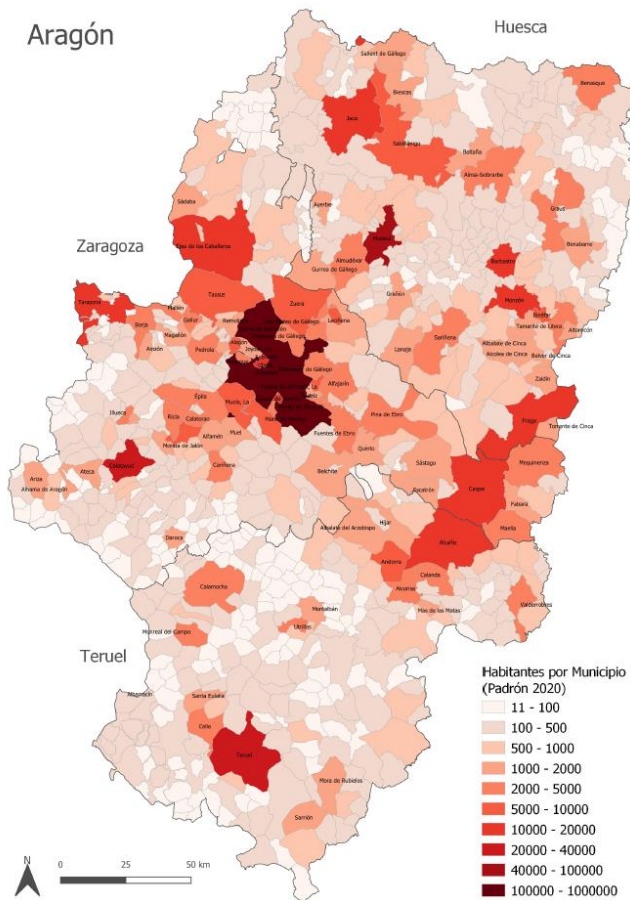 Aragón
Huesca
Sallent de Gállego
Benasque
Biescas
Jaca
Sabiñánigo
Boltaña
Aínsa-Sobrarbe
Sádaba
Ayerbe
Graus
Ejea de los Caballeros
Huesca
Benabarre
Zaragoza
Almudévar
Barbastro
Gurrea de Gállego
Tauste
Grañén
Monzón
Tarazona
Mallén
Zuera
Binéfar
Borja
Gallur
Remolinos
Leciñena
Tamarite de Litera
Magallón
Sariñena
Albalate de Cinca
Ainzón
Pedrola
Alagón
Lanaja
Alcolea de Cinca
Belver de Cinca
Alfajarín
Zaidín
Épila
Muela, La
Illueca
Ricla
Calatorao
Pina de Ebro
Fraga
Torrente de Cinca
Alfamén
Muel
Fuentes de Ebro
Morata de Jalón
Quinto
Mequinenza
Calatayud
Ateca
Cariñena
Sástago
Ariza
Belchite
Escatrón
Caspe
Alhama de Aragón
Fabara
Híjar
Albalate del Arzobispo
Maella
Daroca
Alcañiz
Andorra
Calanda
Calamocha
Alcorisa
Valderrobres
Montalbán
Mas de las Matas
Utrillas
Monreal del Campo
Teruel
Albarracín
Santa Eulalia
Cella
Teruel
Mora de Rubielos
Sarrión
Habitantes por Municipio
(Padrón 2020)
11 - 100
100 - 500
500 - 1000
1000 - 2000
2000 - 5000
5000 - 10000
10000 - 20000
20000 - 40000
40000 - 100000
100000 - 1000000
N
0 25 50 km